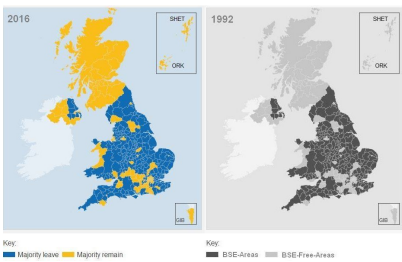 2016
SHET
ORK
GIB
Key:
Majority leave
Majority remain
1992
SHET
ORK
GIB
Key:
BSE-Areas
BSE-Free-Areas